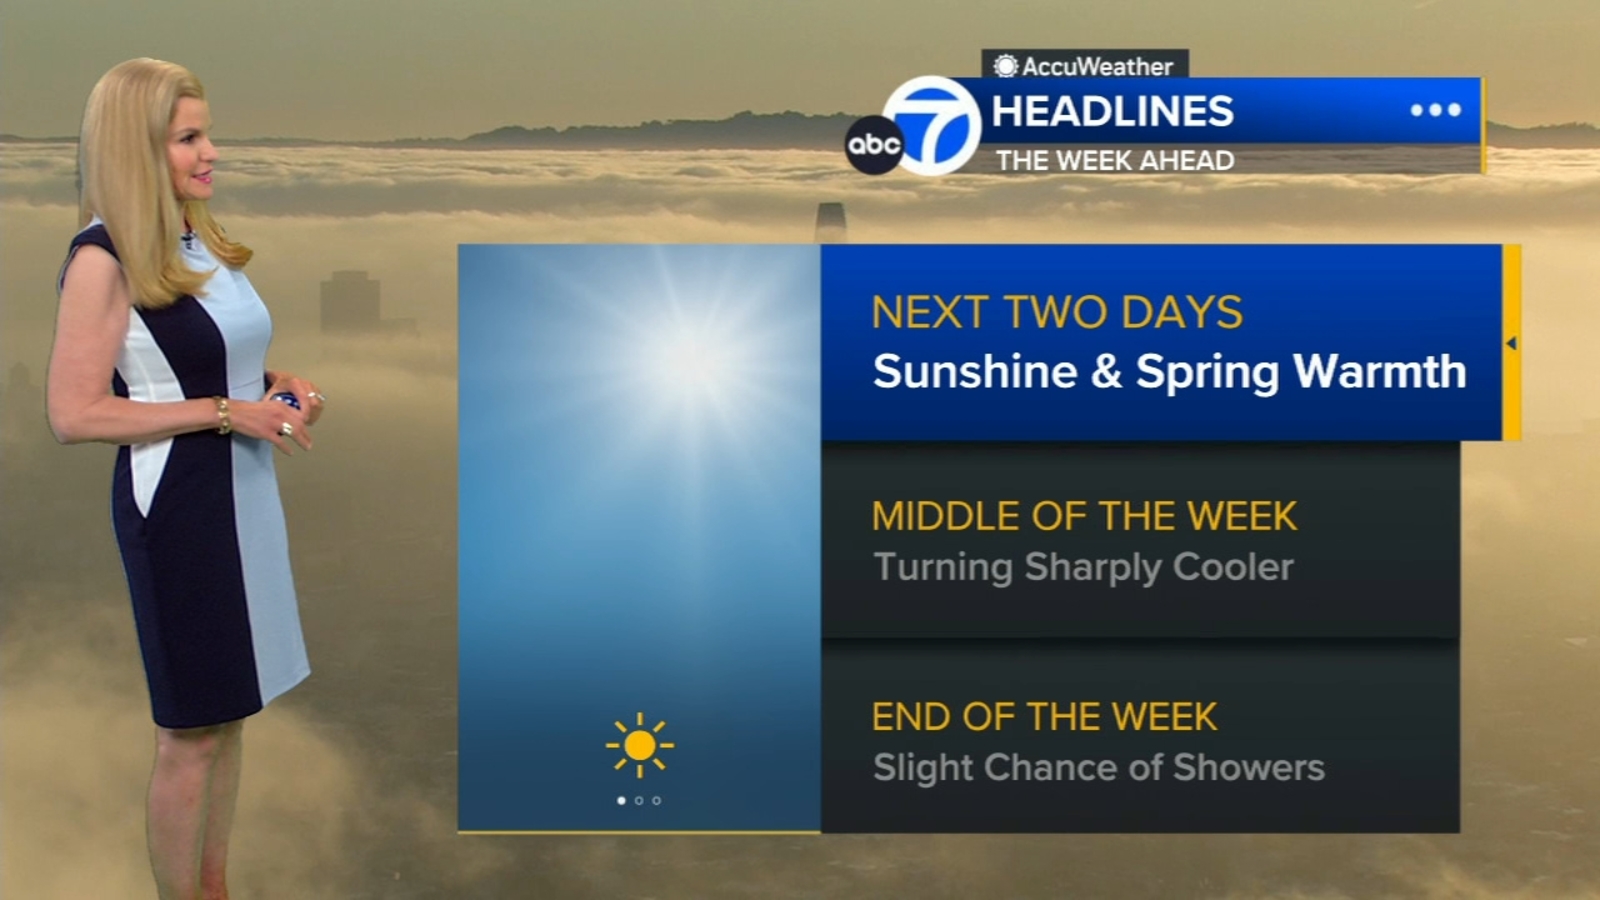 AccuWeather
abc 7 HEADLINES
THE WEEK AHEAD
NEXT TWO DAYS
Sunshine & Spring Warmth
MIDDLE OF THE WEEK
Turning Sharply Cooler
END OF THE WEEK
Slight Chance of Showers